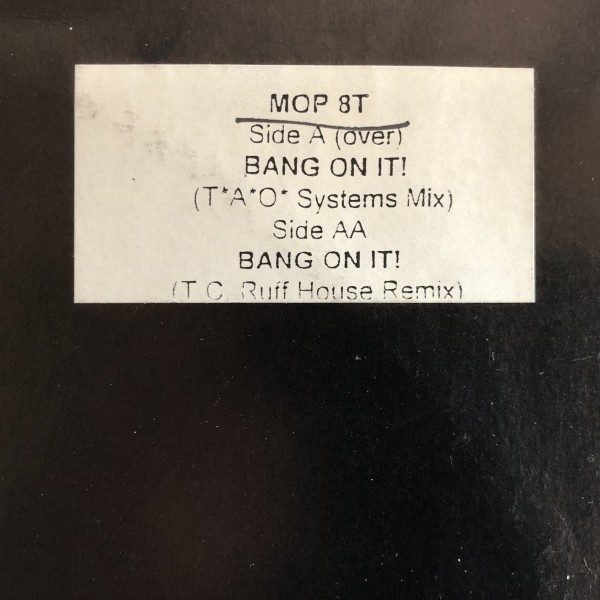 MOP 8T
Side A (over)
BANG ON IT!
(T*A*O* Systems Mix)
Side AA
BANG ON IT!
(T.C. Ruff House Remix)